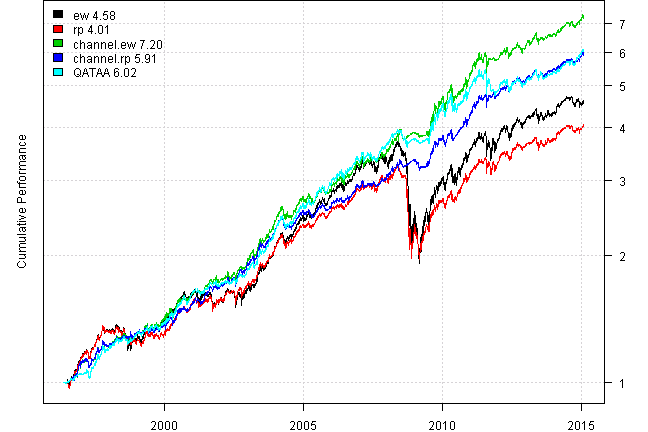 ew 4.58
rp 4.01
channel.ew 7.20
channel.rp 5.91
QATAA 6.02
Cumulative Performance
7
6
5
4
3
2
1
2000 2005 2010 2015